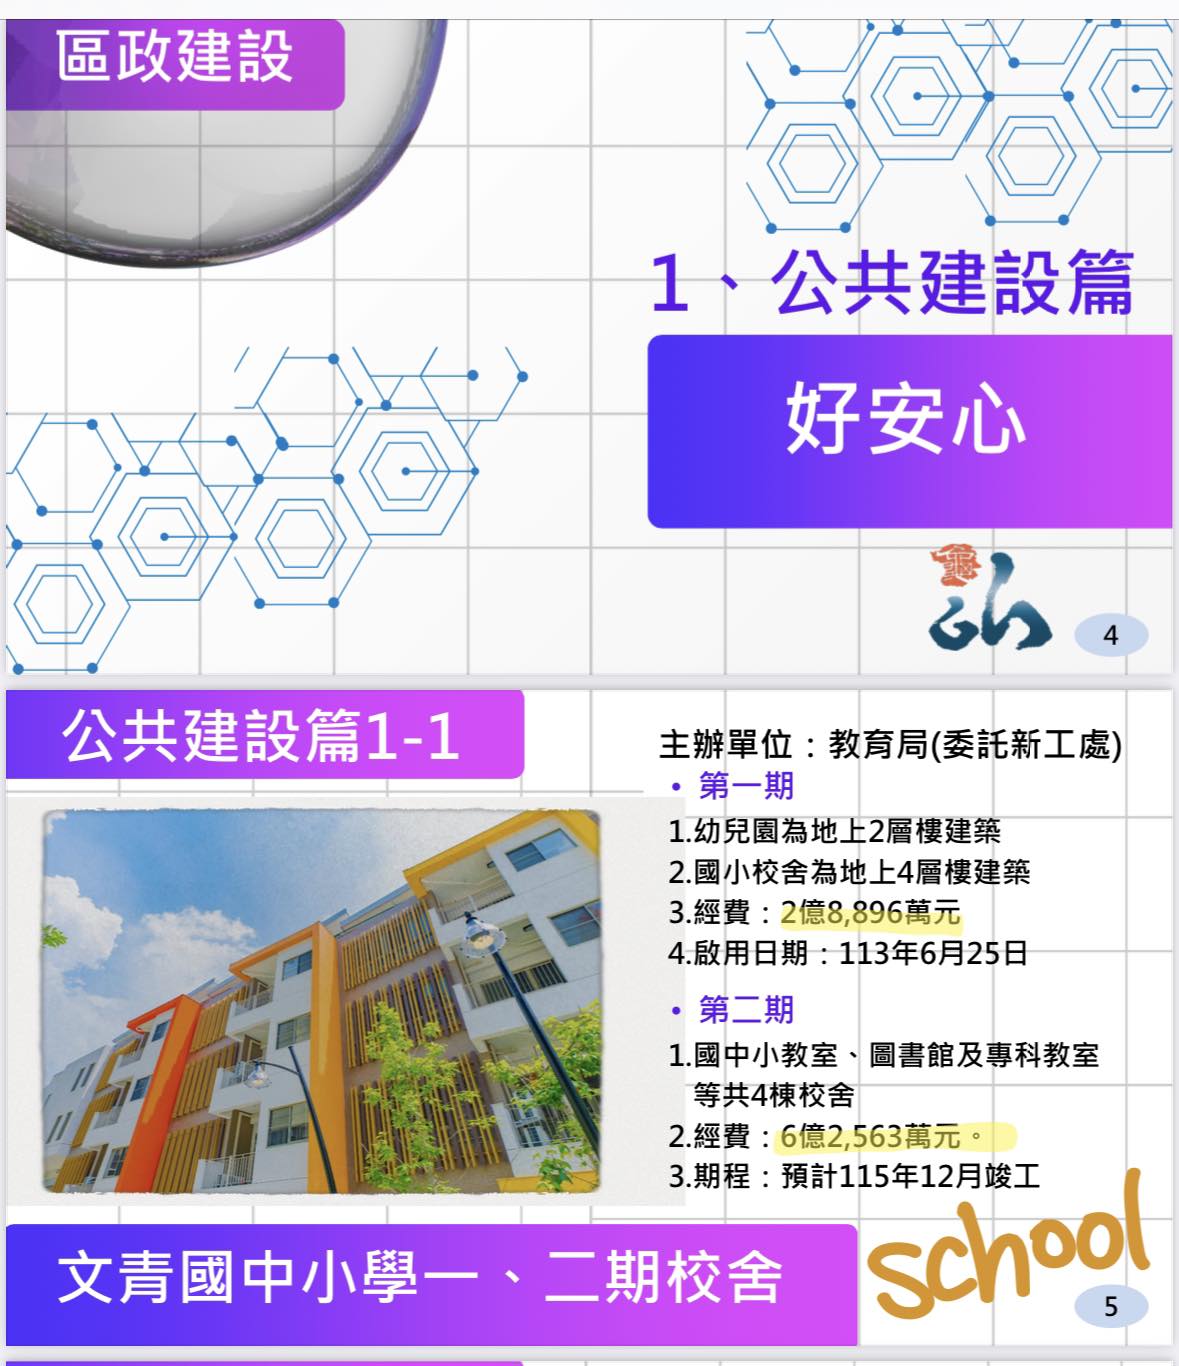 區政建設
1、公共建設篇
好安心
4
公共建設篇1-1
主辦單位：教育局(委託新工處)
• 第一期
1.幼兒園為地上2層樓建築
2.國小校舍為地上4層樓建築
3.經費：2億8,896萬元
4.啟用日期：113年6月25日
• 第二期
1.國中小教室、圖書館及專科教室
等共4棟校舍
2.經費：6億2,563萬元。
3.期程：預計115年12月竣工
文青國中小學一、二期校舍
school
5